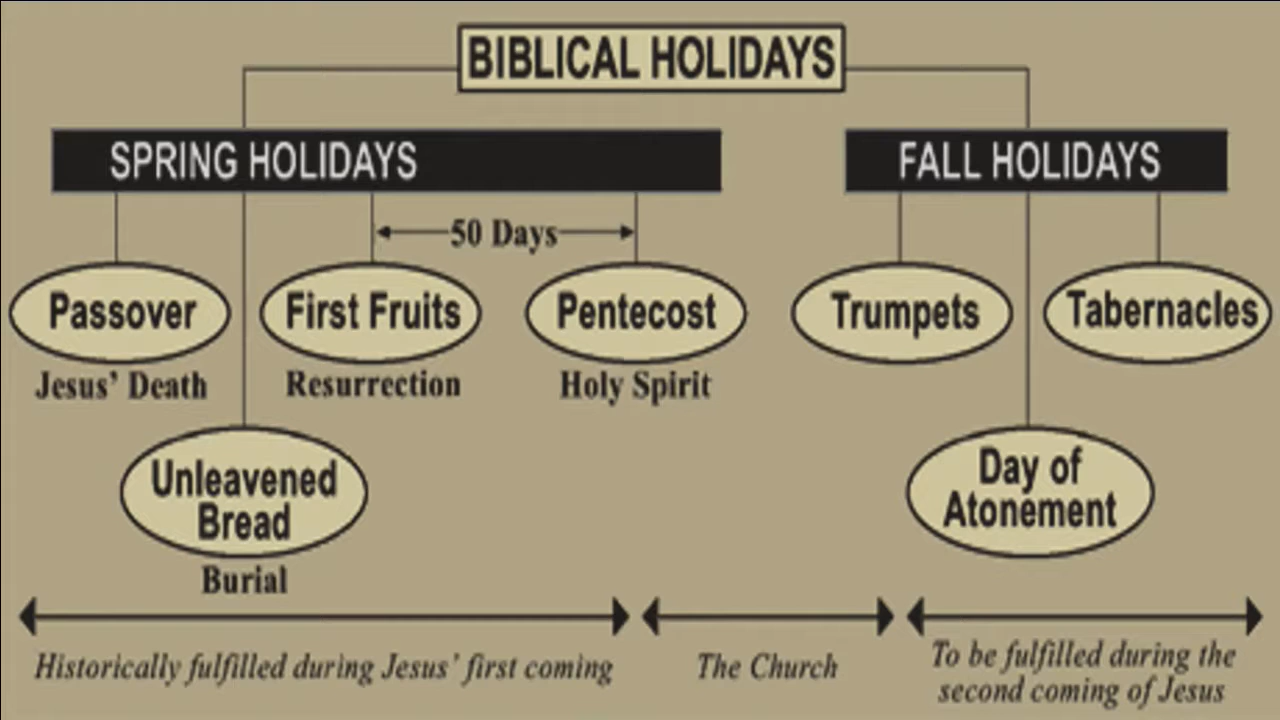 BIBLICAL HOLIDAYS
SPRING HOLIDAYS
FALL HOLIDAYS
50 Days
Passover
First Fruits
Pentecost
Trumpets
Tabernacles
Jesus' Death
Resurrection
Holy Spirit
Unleavened
Bread
Day of
Atonement
Burial
Historically fulfilled during Jesus' first coming
The Church
To be fulfilled during the
second coming of Jesus